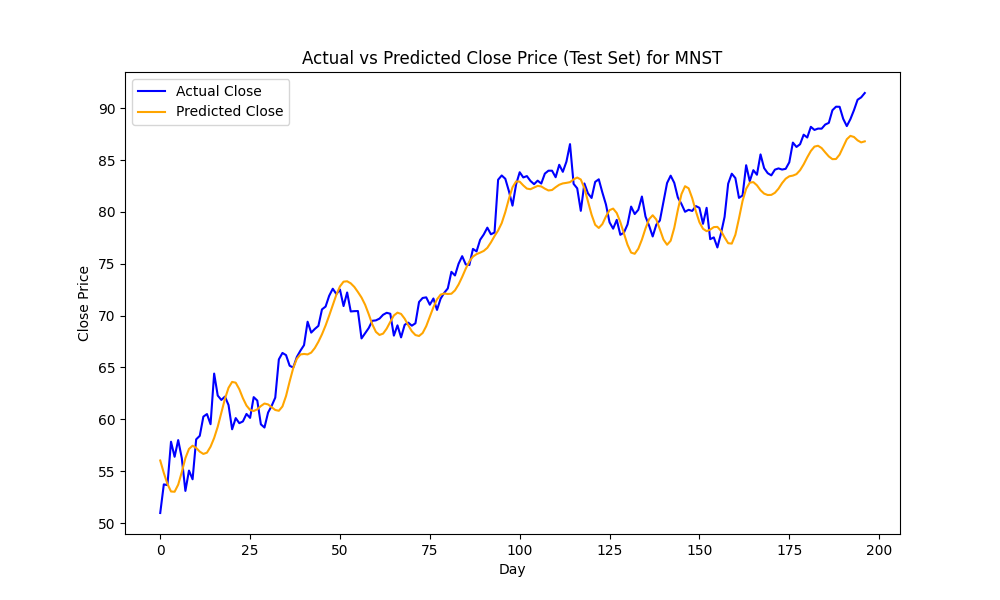 Actual vs Predicted Close Price (Test Set) for MNST
Actual Close
Predicted Close
90
85
80
75
70
65
60
55
50
Close Price
0 25 50 75 100 125 150 175 200
Day